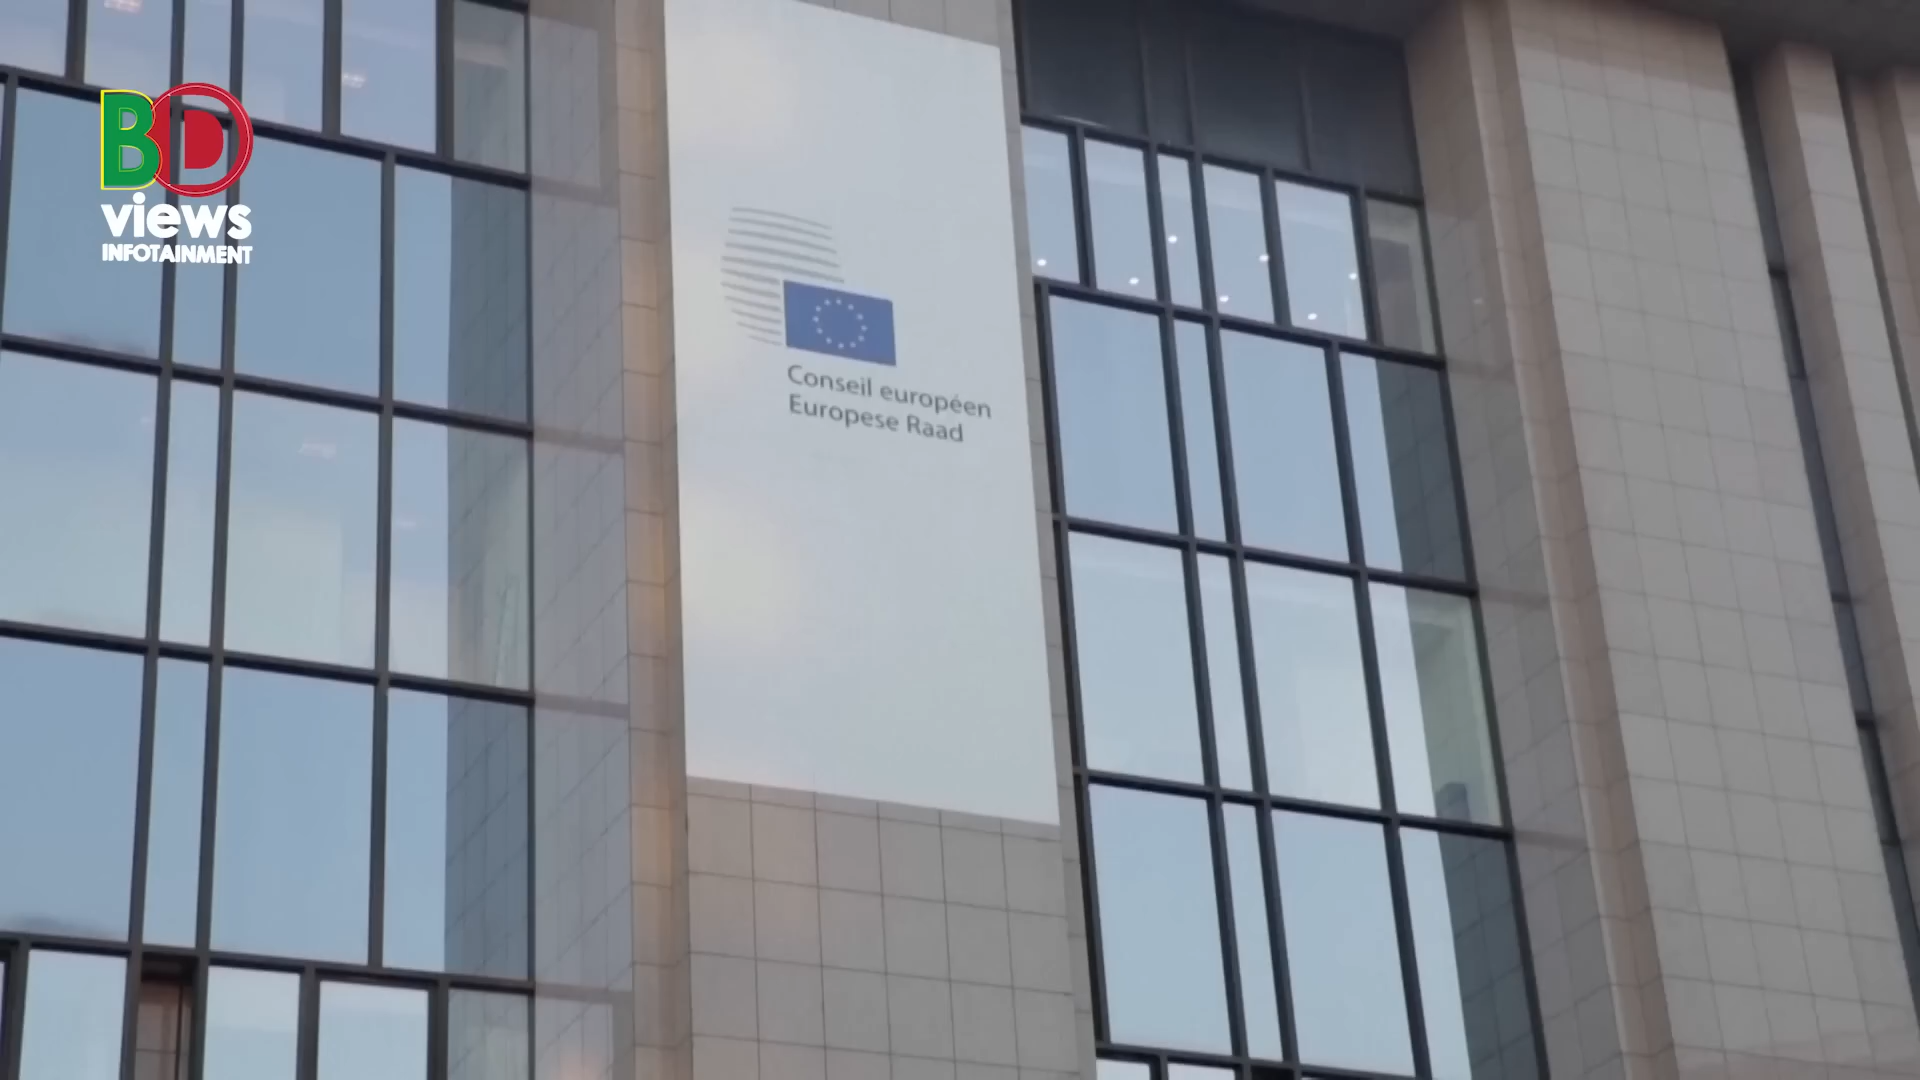 BD
views
INFOTAINMENT
Conseil européen
Europese Raad